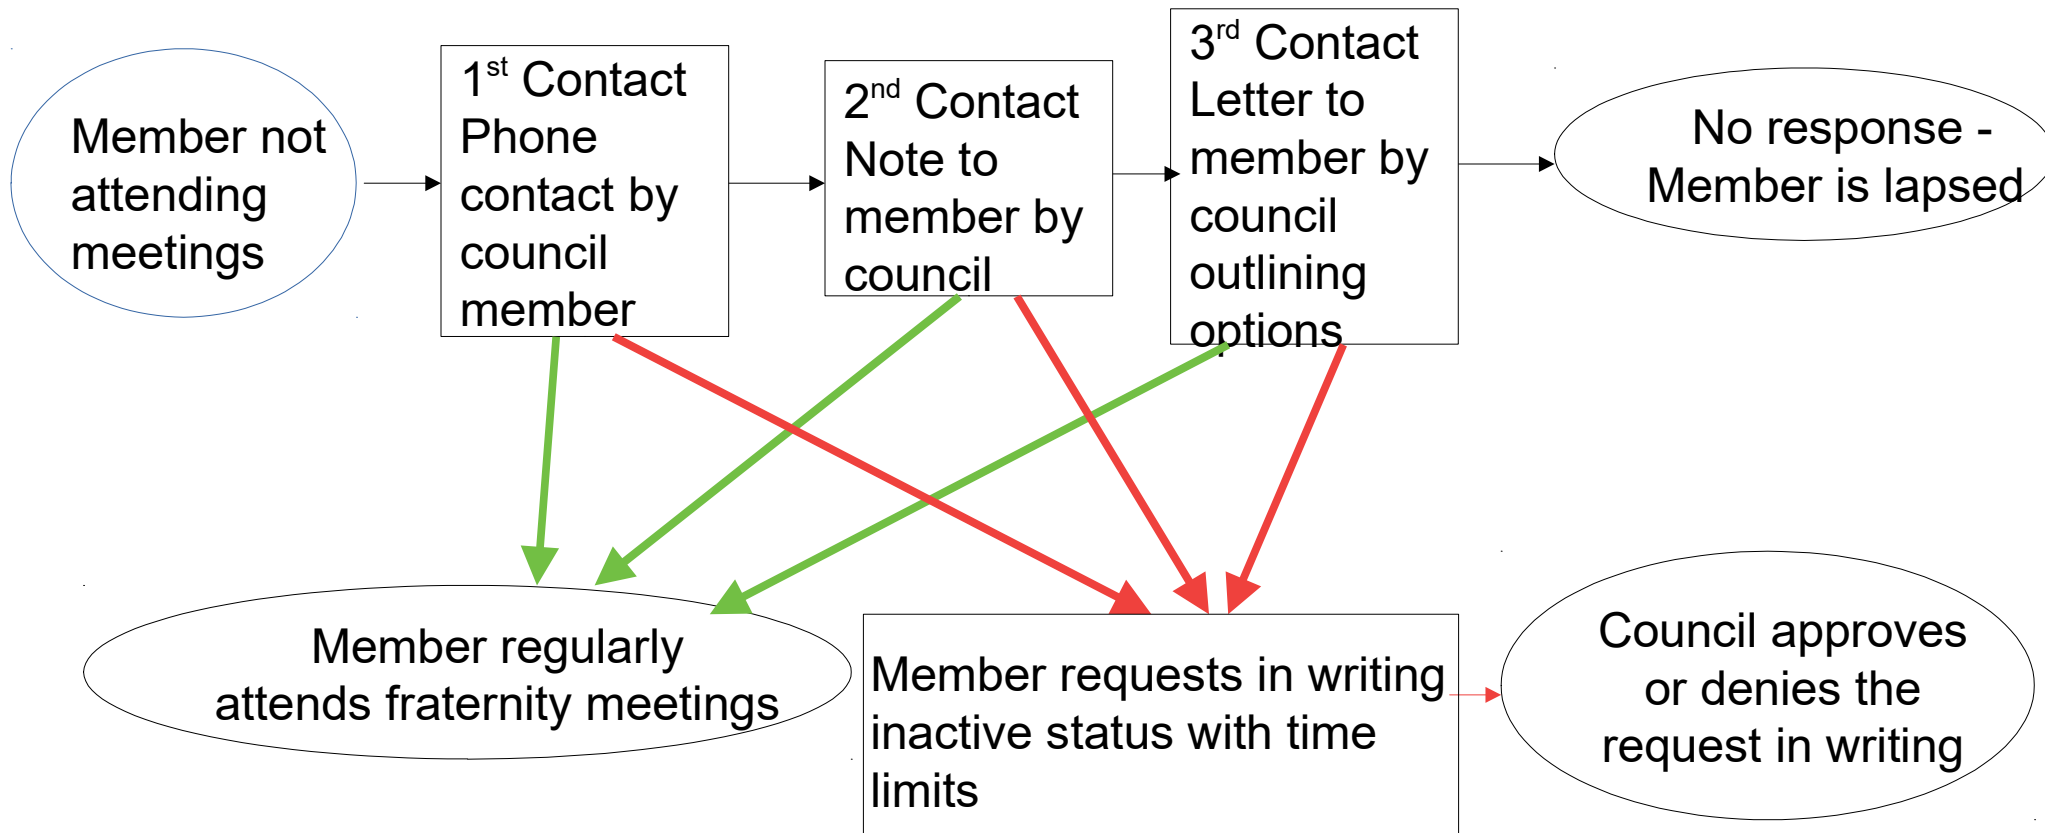 Member not
attending
meetings
1st Contact
Phone
contact by
council
member
2nd Contact
Note to
member by
council
3rd Contact
Letter to
member by
council
outlining
options
No response -
Member is lapsed
Member regularly
attends fraternity meetings
Member requests in writing
inactive status with time
limits
Council approves
or denies the
request in writing